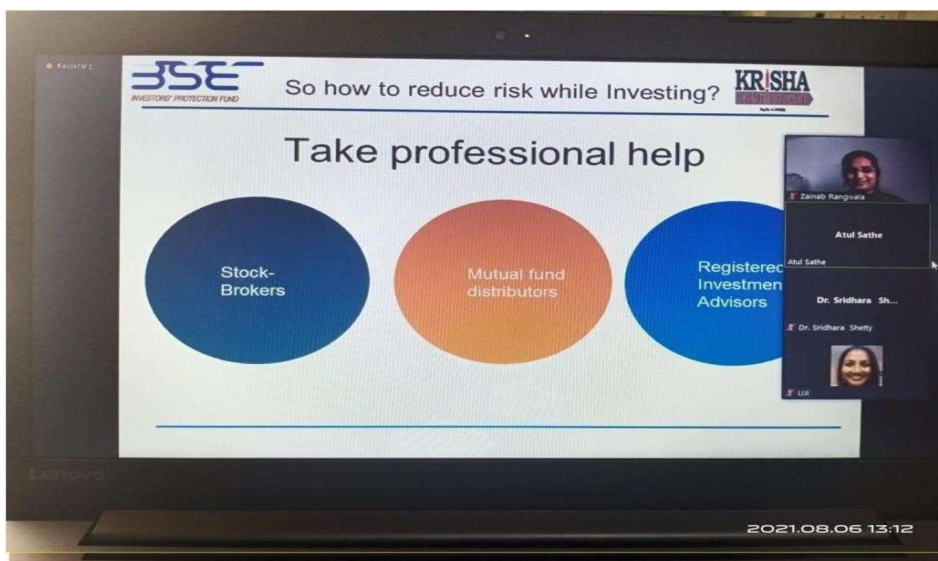 BSE
INVESTORS' PROTECTION FUND
So how to reduce risk while Investing?
KRISHA
Take professional help
Stock-
Brokers
Mutual fund
distributors
Registered
Investmen
Advisors
Zainab Rangwala
Atul Sathe
Atul Sathe
Dr. Sridhara Sh...
Dr. Sridhara Shetty
LIJI
Lenovo
2021.08.06 13:12